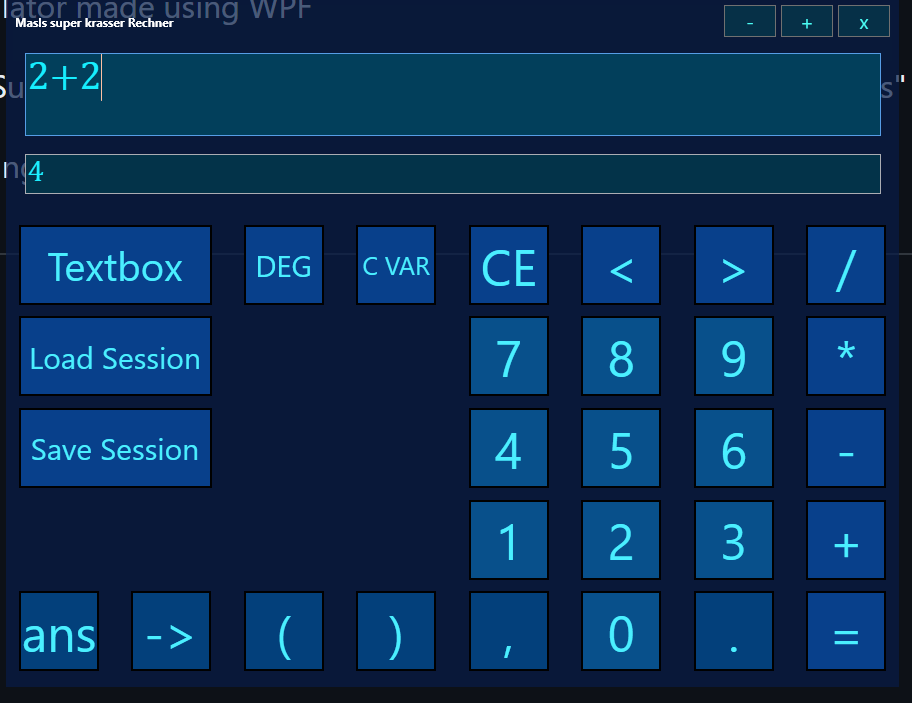 lator made using WPF
Masls super krasser Rechner - + x
2+2
4
Textbox DEG C VAR CE < > /
Load Session 7 8 9 *
Save Session 4 5 6 -
1 2 3 +
ans -> ( ) , 0 . =